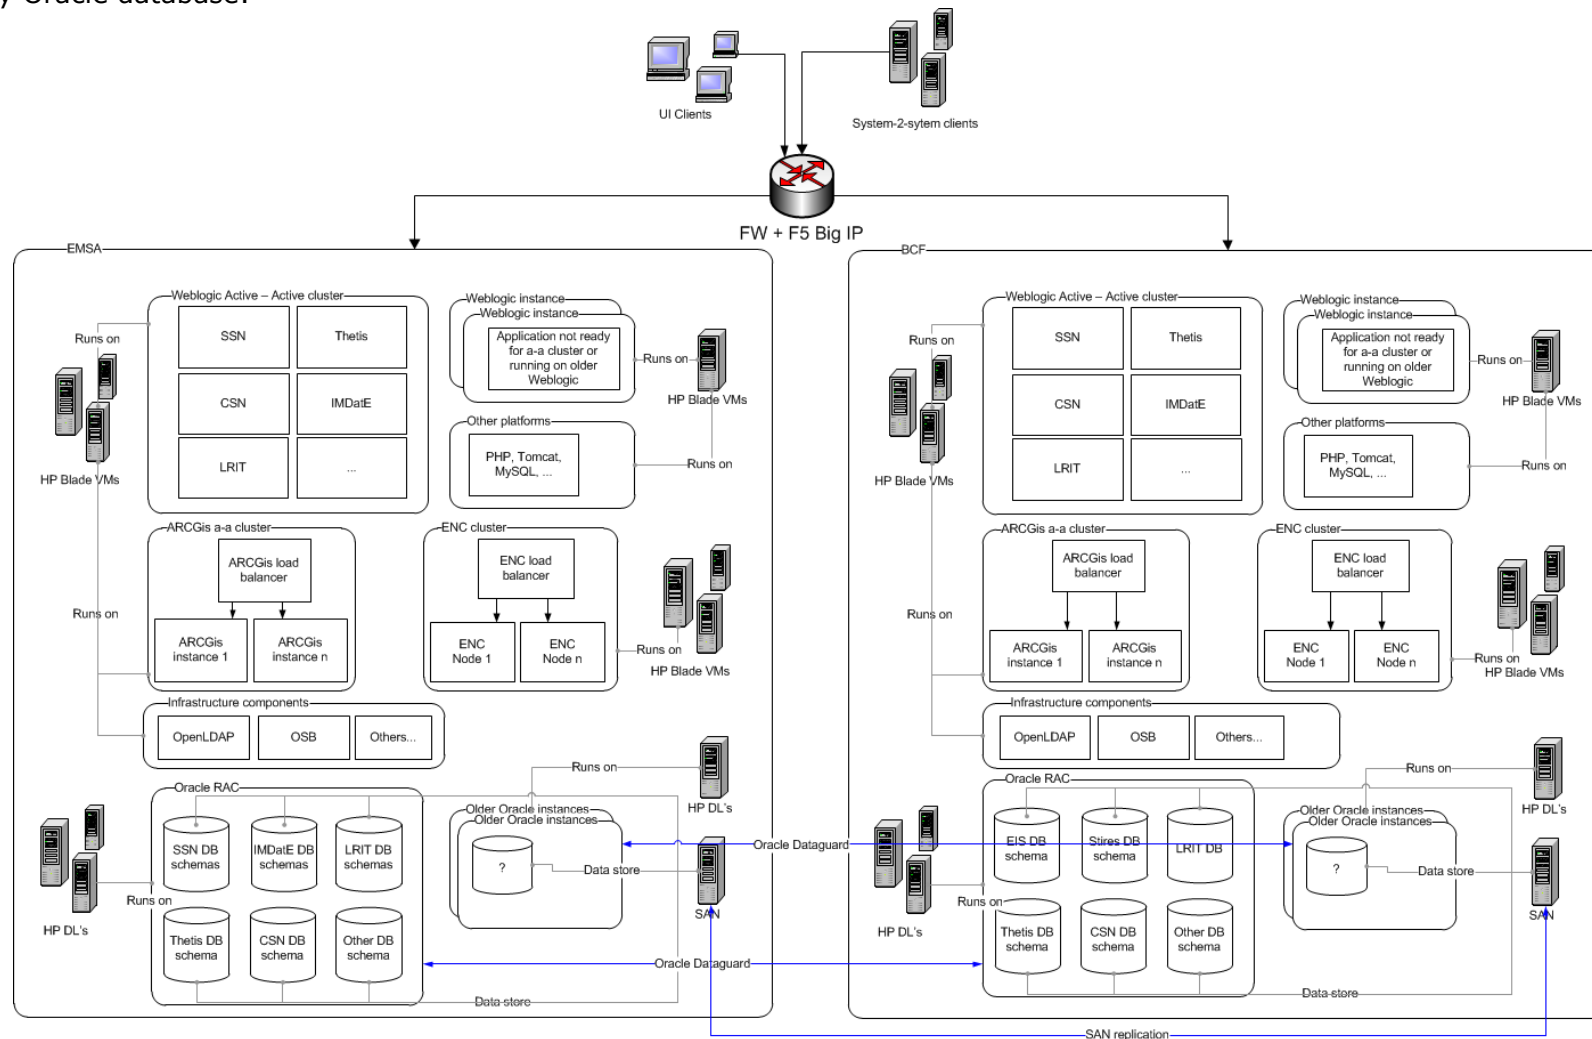 y Oracle database.
UI Clients
System-2-sytem clients
FW + F5 Big IP
EMSA
Weblogic Active – Active cluster
SSN
Thetis
CSN
IMDatE
LRIT
...
Runs on
HP Blade VMs
Weblogic instance
Weblogic instance
Application not ready
for a-a cluster or
running on older
Weblogic
Runs on
HP Blade VMs
Other platforms
PHP, Tomcat,
MySQL, ...
Runs on
ARCGis a-a cluster
ARCGis load
balancer
ARCGis
instance 1
ARCGis
instance n
Runs on
ENC cluster
ENC load
balancer
ENC
Node 1
ENC
Node n
Runs on
HP Blade VMs
Infrastructure components
OpenLDAP
OSB
Others...
Runs on
HP DL's
Oracle RAC
SSN DB
schemas
IMDatE DB
schemas
LRIT DB
schemas
Thetis DB
schema
CSN DB
schema
Other DB
schema
Runs on
HP DL's
Older Oracle instances
Older Oracle instances
?
Data store
SAN
Data store
Oracle Dataguard
Oracle Dataguard
SAN replication
BCF
Weblogic Active – Active cluster
SSN
Thetis
CSN
IMDatE
LRIT
...
Runs on
HP Blade VMs
Weblogic instance
Weblogic instance
Application not ready
for a-a cluster or
running on older
Weblogic
Runs on
HP Blade VMs
Other platforms
PHP, Tomcat,
MySQL, ...
Runs on
ARCGis a-a cluster
ARCGis load
balancer
ARCGis
instance 1
ARCGis
instance n
Runs on
ENC cluster
ENC load
balancer
ENC
Node 1
ENC
Node n
Runs on
HP Blade VMs
Infrastructure components
OpenLDAP
OSB
Others...
Runs on
HP DL's
Oracle RAC
EIS DB
schema
Stires DB
schema
LRIT DB
Thetis DB
schema
CSN DB
schema
Other DB
schema
Runs on
HP DL's
Older Oracle instances
Older Oracle instances
?
Data store
SAN
Data store